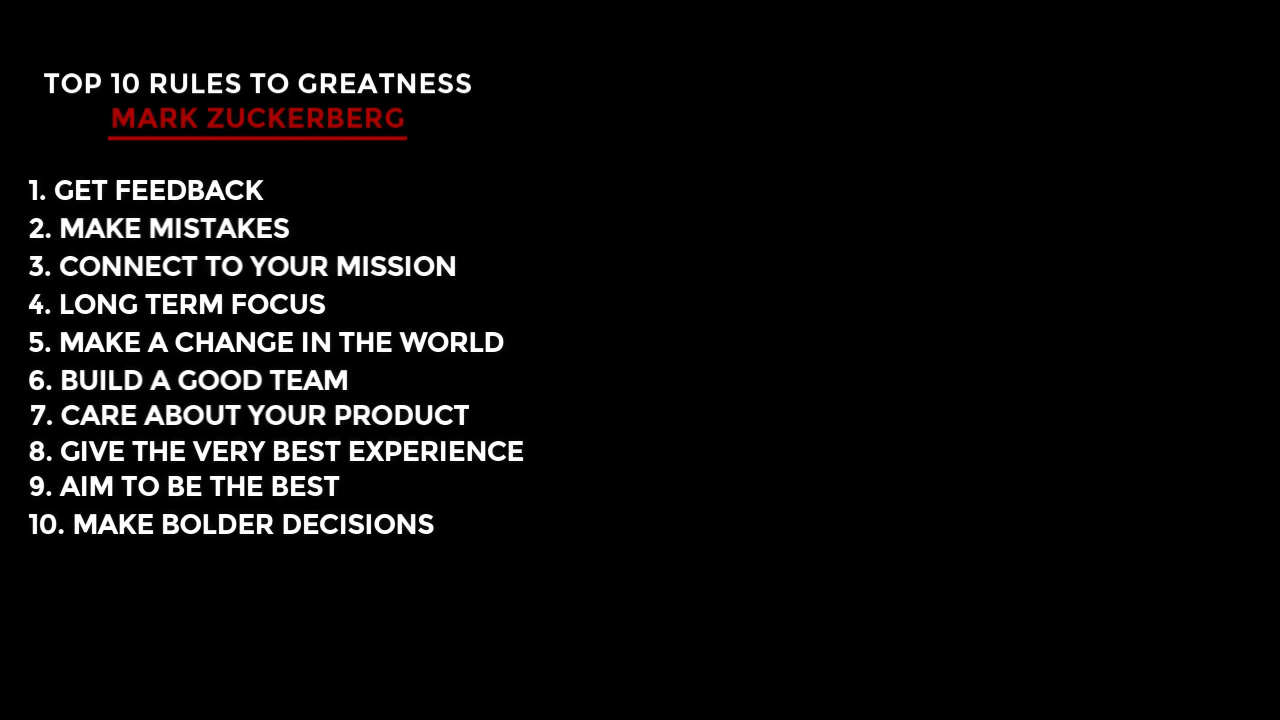 TOP 10 RULES TO GREATNESS
MARK ZUCKERBERG
1. GET FEEDBACK
2. MAKE MISTAKES
3. CONNECT TO YOUR MISSION
4. LONG TERM FOCUS
5. MAKE A CHANGE IN THE WORLD
6. BUILD A GOOD TEAM
7. CARE ABOUT YOUR PRODUCT
8. GIVE THE VERY BEST EXPERIENCE
9. AIM TO BE THE BEST
10. MAKE BOLDER DECISIONS